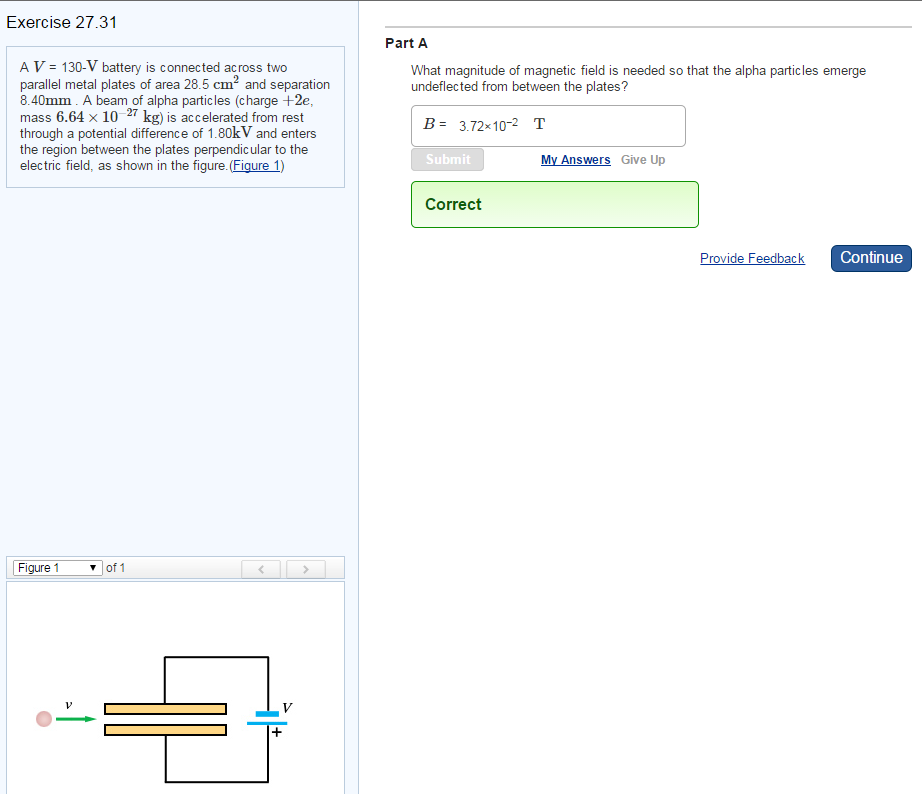 Exercise 27.31
A V = 130-V battery is connected across two
parallel metal plates of area 28.5 cm² and separation
8.40mm . A beam of alpha particles (charge +2e,
mass 6.64 × 10⁻²⁷ kg) is accelerated from rest
through a potential difference of 1.80kV and enters
the region between the plates perpendicular to the
electric field, as shown in the figure.(Figure 1)
Figure 1 of 1
v
V
+
Part A
What magnitude of magnetic field is needed so that the alpha particles emerge
undeflected from between the plates?
B = 3.72×10⁻² T
Submit My Answers Give Up
Correct
Provide Feedback Continue